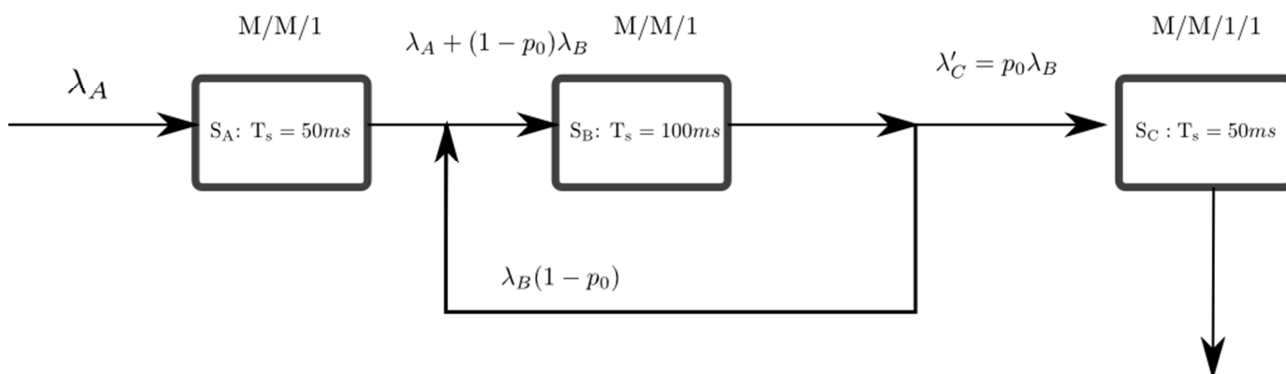 M/M/1
M/M/1
M/M/1/1
λ_A
λ_A + (1 − p_0)λ_B
λ′_C = p_0λ_B
S_A: T_s = 50ms
S_B: T_s = 100ms
S_C : T_s = 50ms
λ_B(1 − p_0)